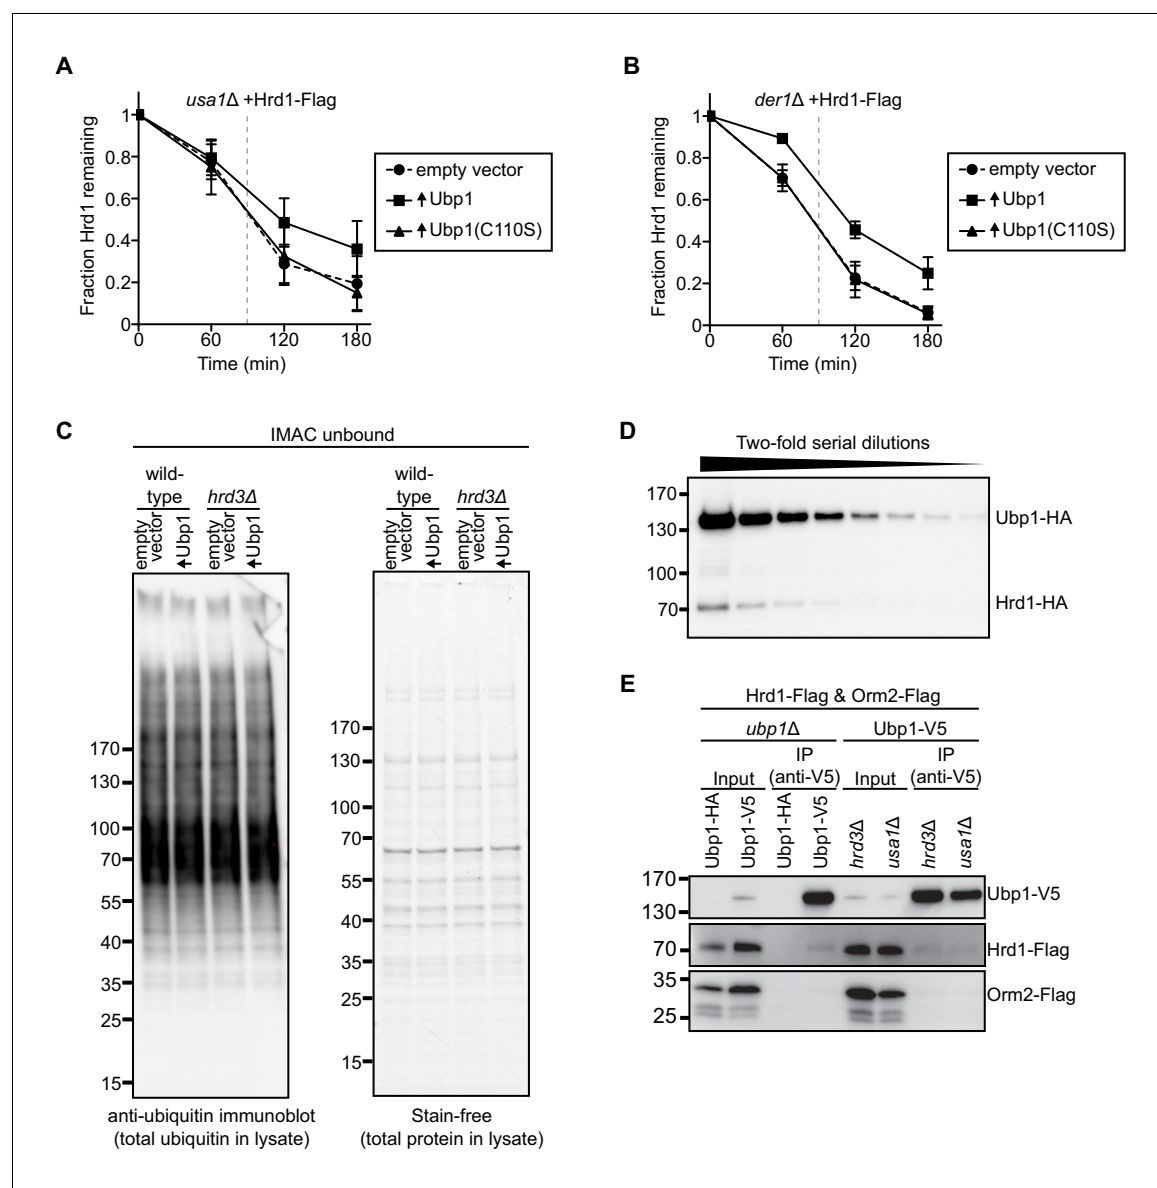 A
usa1Δ +Hrd1-Flag
Fraction Hrd1 remaining
1
0.8
0.6
0.4
0.2
0
0 60 120 180
Time (min)
empty vector
↑Ubp1
↑Ubp1(C110S)
B
der1Δ +Hrd1-Flag
Fraction Hrd1 remaining
1
0.8
0.6
0.4
0.2
0
0 60 120 180
Time (min)
empty vector
↑Ubp1
↑Ubp1(C110S)
C
IMAC unbound
wild-
type hrd3Δ
empty
vector
↑Ubp1
empty
vector
↑Ubp1
170
130
100
70
55
40
35
25
15
anti-ubiquitin immunoblot
(total ubiquitin in lysate)
wild-
type hrd3Δ
empty
vector
↑Ubp1
empty
vector
↑Ubp1
170
130
100
70
55
40
35
25
15
Stain-free
(total protein in lysate)
D
Two-fold serial dilutions
170
130
100
70
Ubp1-HA
Hrd1-HA
E
Hrd1-Flag & Orm2-Flag
ubp1Δ Ubp1-V5
Input IP
(anti-V5) Input IP
(anti-V5)
Ubp1-HA
Ubp1-V5
Ubp1-HA
Ubp1-V5
hrd3Δ
usa1Δ
hrd3Δ
usa1Δ
170
130
Ubp1-V5
70
Hrd1-Flag
35
25
Orm2-Flag